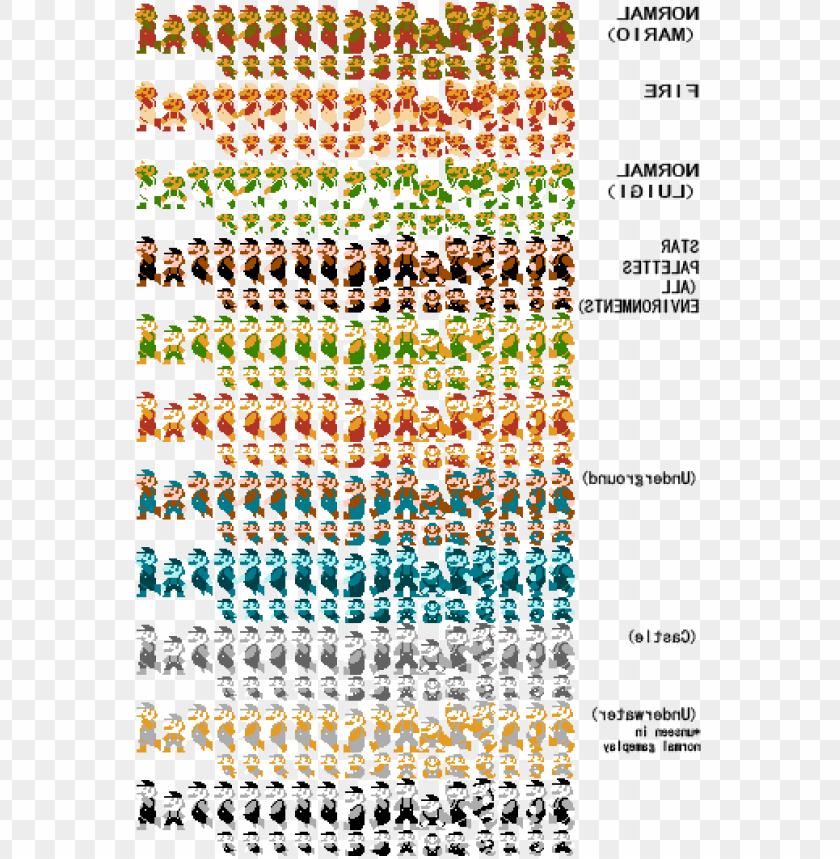 NORMAL
(MARIO)
FIRE
NORMAL
(LUIGI)
STAR
PALETTES
(ALL
ENVIRONMENTS)
(Underground)
(Castle)
(Underwater)
*unseen in
normal gameplay